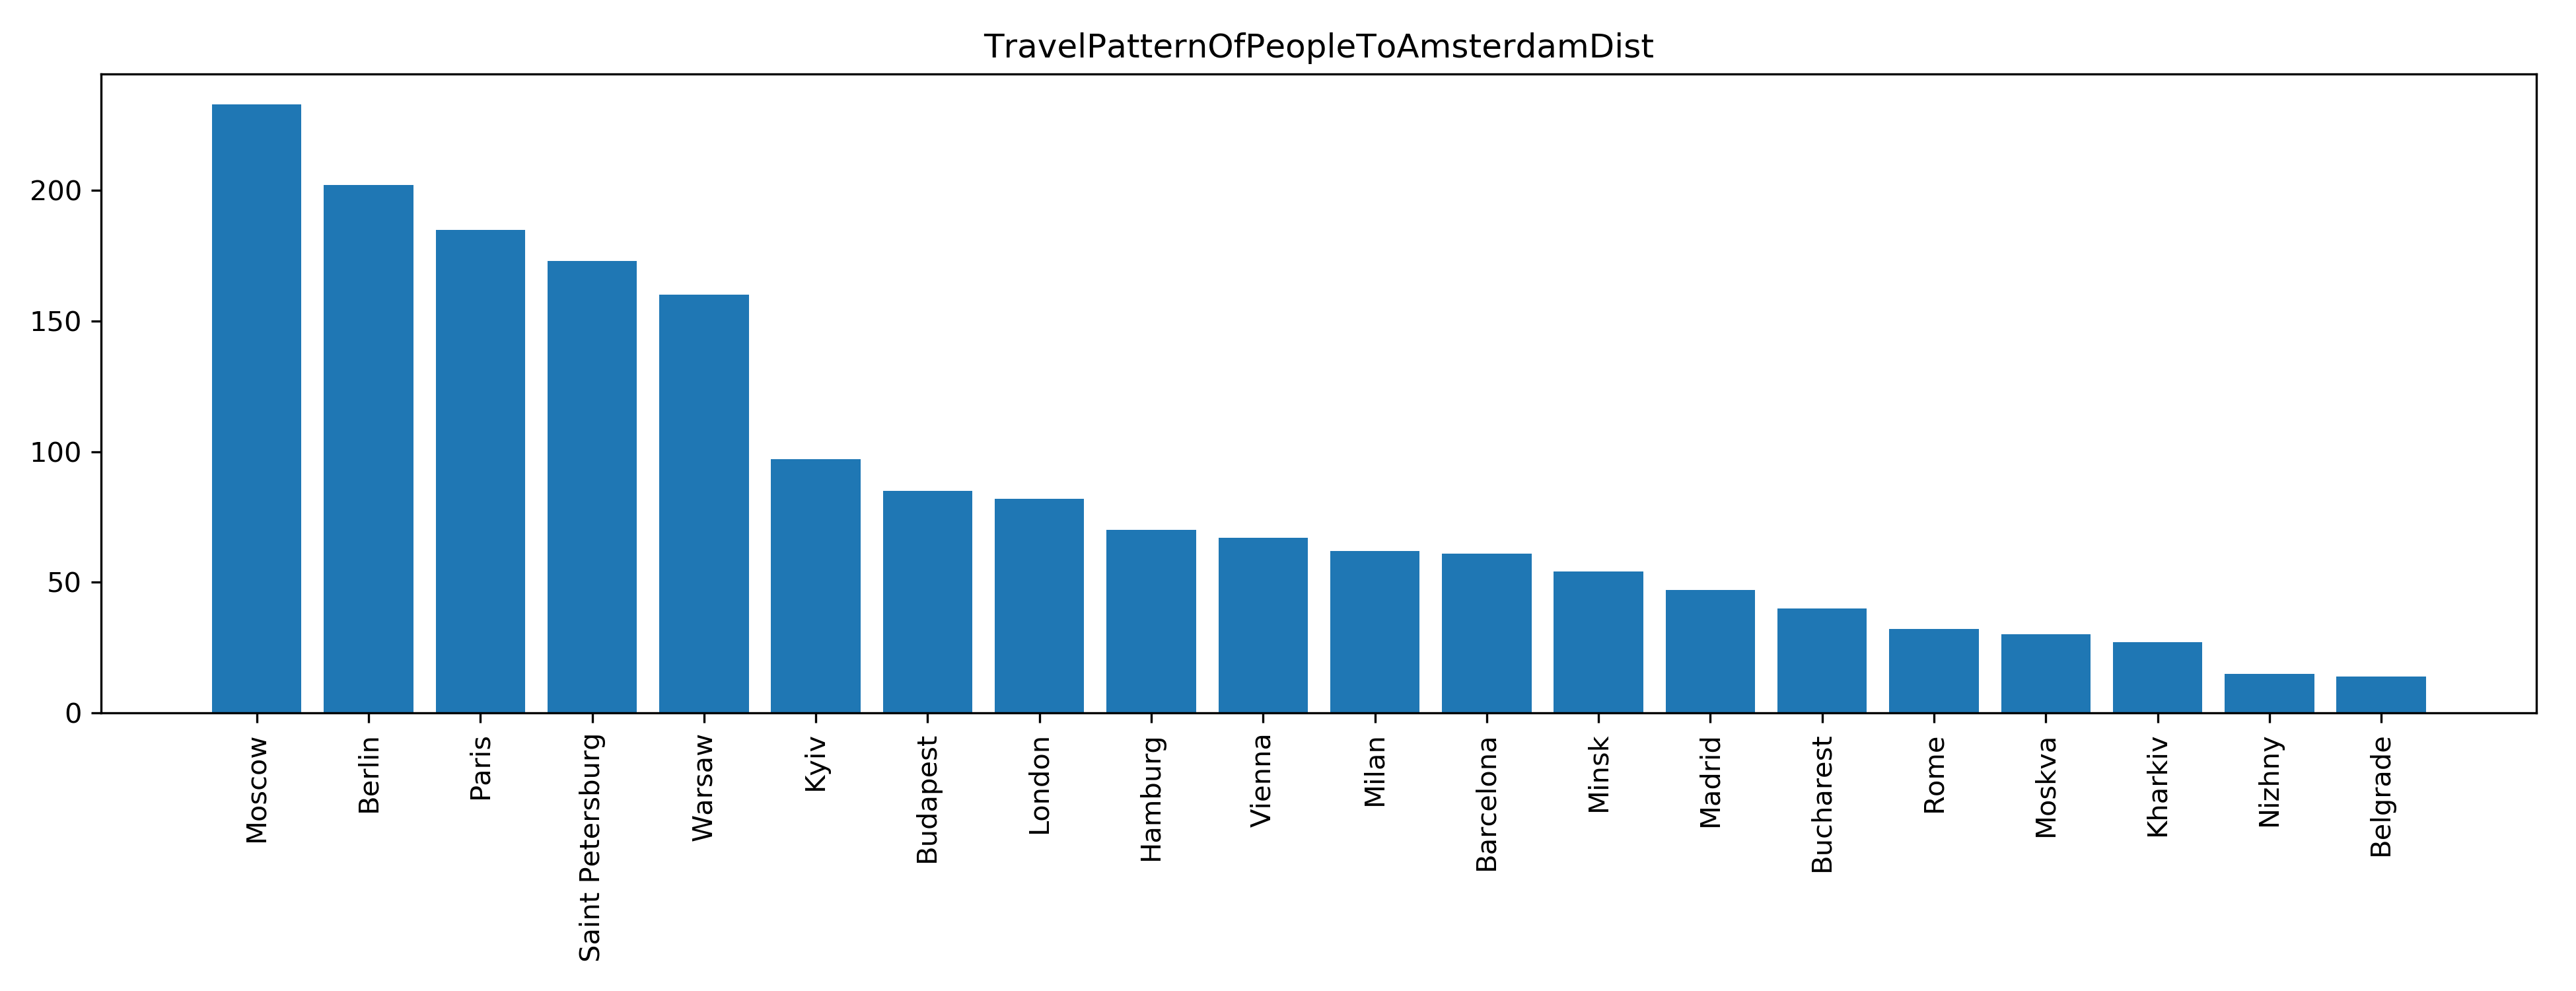 TravelPatternOfPeopleToAmsterdamDist
200
150
100
50
0
Moscow
Berlin
Paris
Saint Petersburg
Warsaw
Kyiv
Budapest
London
Hamburg
Vienna
Milan
Barcelona
Minsk
Madrid
Bucharest
Rome
Moskva
Kharkiv
Nizhny
Belgrade